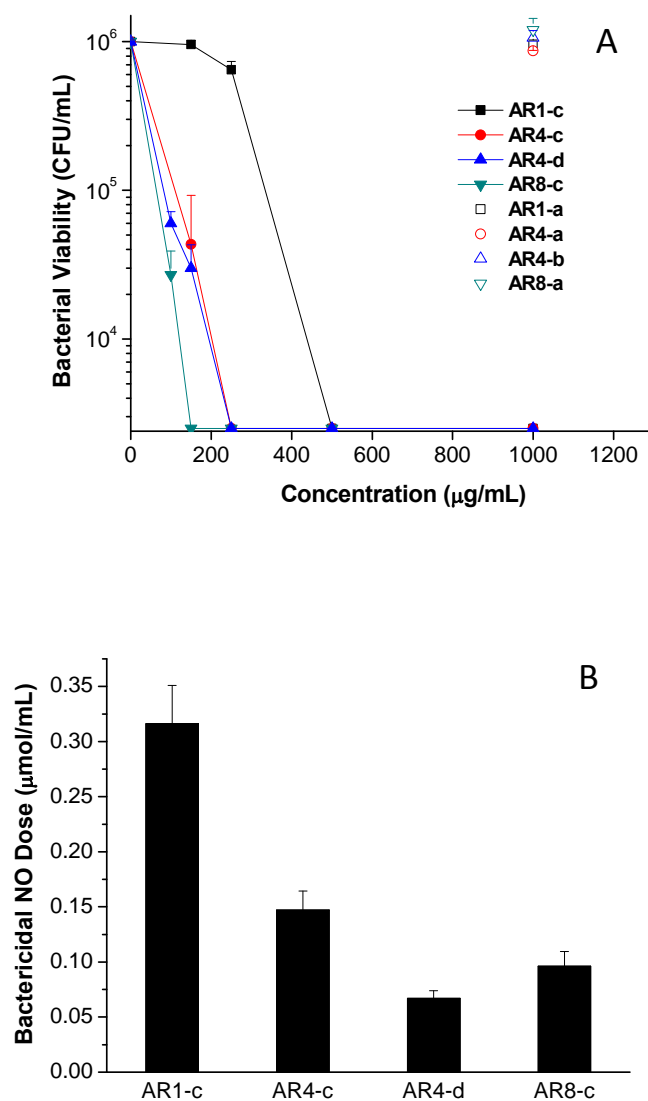 A
10⁶
10⁵
10⁴
Bacterial Viability (CFU/mL)
AR1-c
AR4-c
AR4-d
AR8-c
AR1-a
AR4-a
AR4-b
AR8-a
0 200 400 600 800 1000 1200
Concentration (μg/mL)
B
0.35
0.30
0.25
0.20
0.15
0.10
0.05
0.00
Bactericidal NO Dose (μmol/mL)
AR1-c AR4-c AR4-d AR8-c